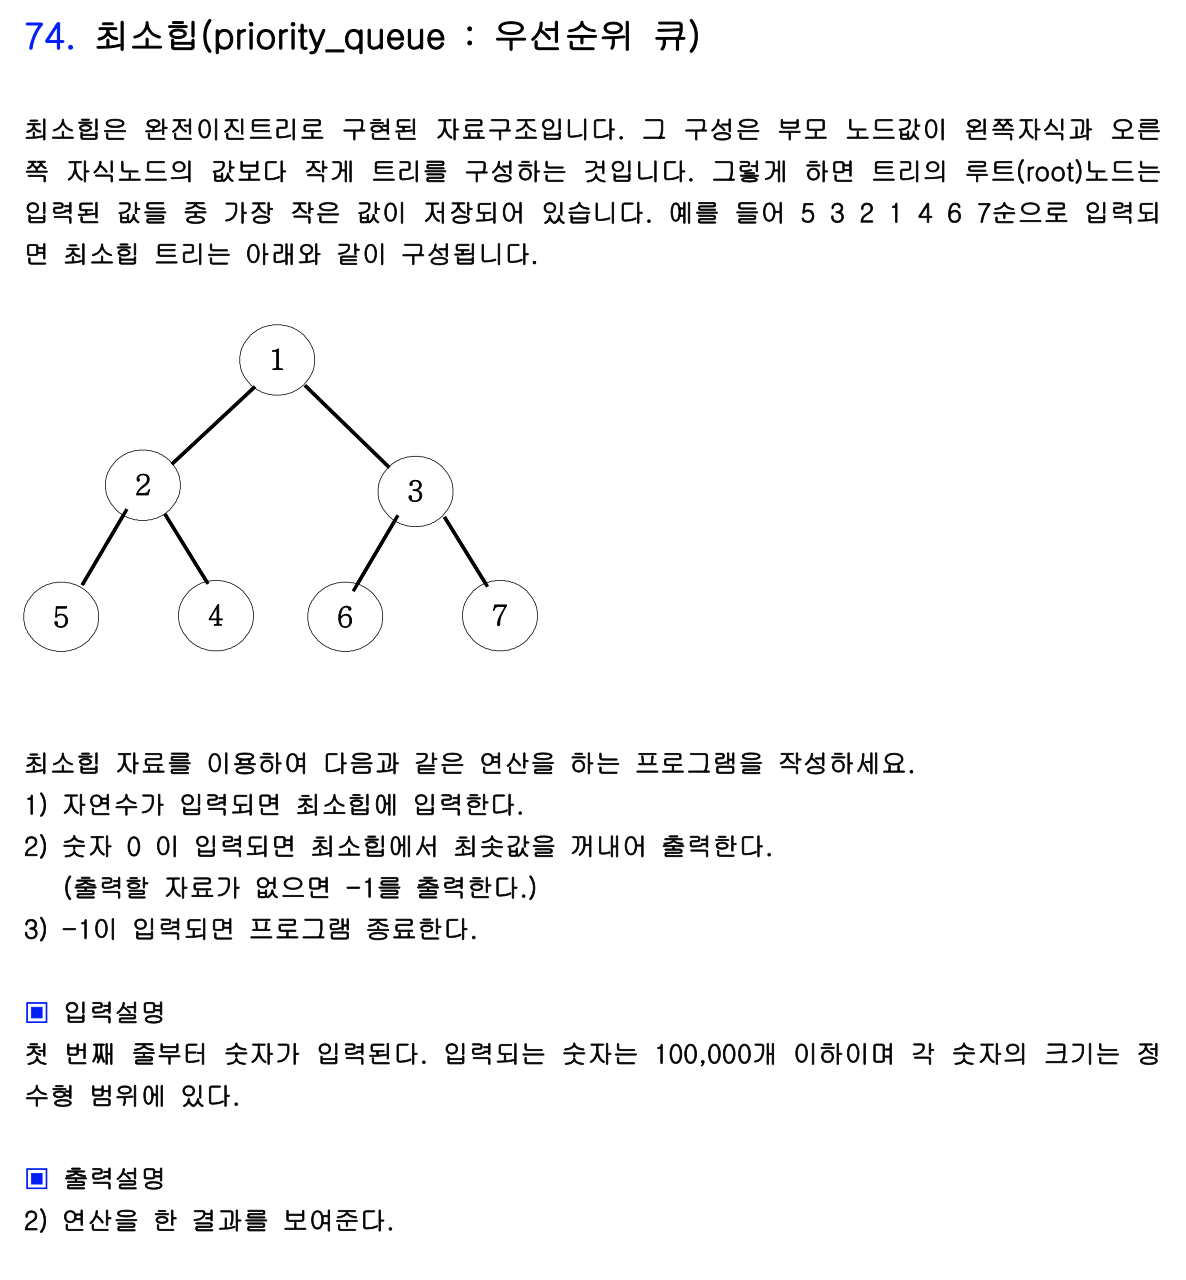 74. 최소힙(priority_queue : 우선순위 큐)
최소힙은 완전이진트리로 구현된 자료구조입니다. 그 구성은 부모 노드값이 왼쪽자식과 오른
쪽 자식노드의 값보다 작게 트리를 구성하는 것입니다. 그렇게 하면 트리의 루트(root)노드는
입력된 값들 중 가장 작은 값이 저장되어 있습니다. 예를 들어 5 3 2 1 4 6 7순으로 입력되
면 최소힙 트리는 아래와 같이 구성됩니다.
1
2 3
5 4 6 7
최소힙 자료를 이용하여 다음과 같은 연산을 하는 프로그램을 작성하세요.
1) 자연수가 입력되면 최소힙에 입력한다.
2) 숫자 0 이 입력되면 최소힙에서 최솟값을 꺼내어 출력한다.
(출력할 자료가 없으면 -1를 출력한다.)
3) -1이 입력되면 프로그램 종료한다.
▣ 입력설명
첫 번째 줄부터 숫자가 입력된다. 입력되는 숫자는 100,000개 이하이며 각 숫자의 크기는 정
수형 범위에 있다.
▣ 출력설명
2) 연산을 한 결과를 보여준다.